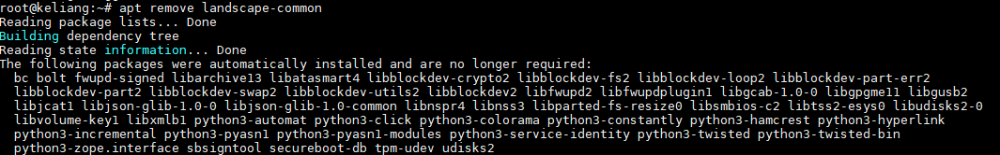 root@keliang:~# apt remove landscape-common
Reading package lists... Done
Building dependency tree
Reading state information... Done
The following packages were automatically installed and are no longer required:
  bc bolt fwupd-signed libarchive13 libatasmart4 libblockdev-crypto2 libblockdev-fs2 libblockdev-loop2 libblockdev-part-err2
  libblockdev-part2 libblockdev-swap2 libblockdev-utils2 libblockdev2 libfwupd2 libfwupdplugin1 libgcab-1.0-0 libgpgme11 libgusb2
  libjcat1 libjson-glib-1.0-0 libjson-glib-1.0-common libnspr4 libnss3 libparted-fs-resize0 libsmbios-c2 libtss2-esys0 libudisks2-0
  libvolume-key1 libxmlb1 python3-automat python3-click python3-colorama python3-constantly python3-hamcrest python3-hyperlink
  python3-incremental python3-pyasn1 python3-pyasn1-modules python3-service-identity python3-twisted python3-twisted-bin
  python3-zope.interface sbsigntool secureboot-db tpm-udev udisks2